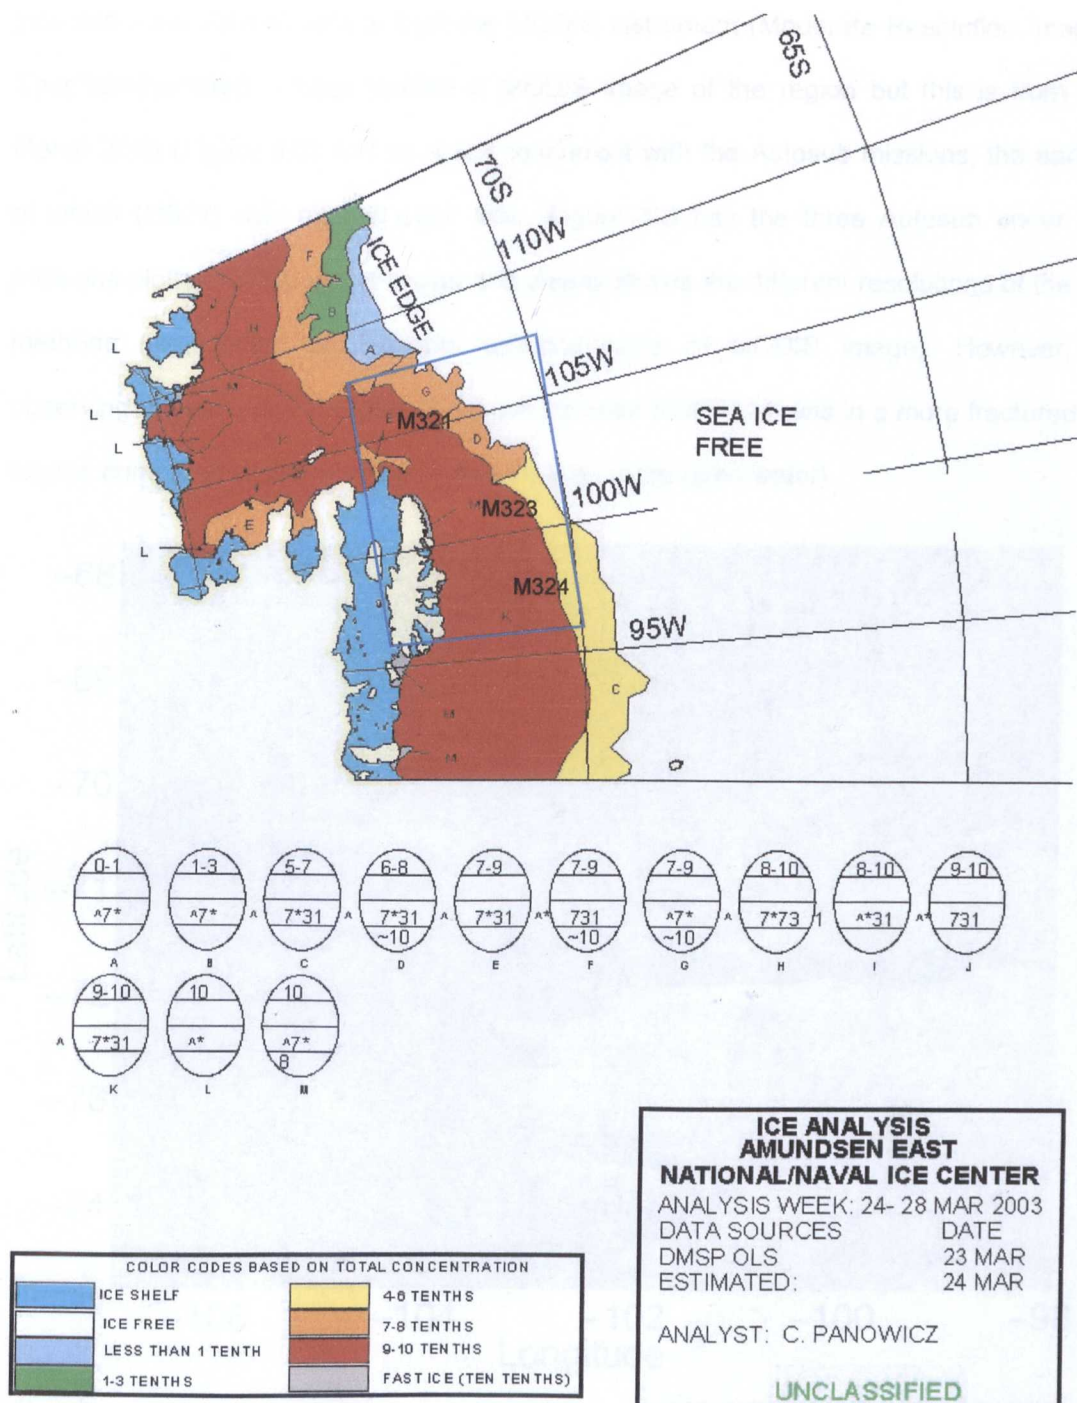 65S
70S
110W
ICE EDGE
F
B
H
A
105W
L
G
M321
SEA ICE
FREE
L
E
K
D
L
100W
M
M323
E
L
M324
K
95W
C
M
M
0-1
A7*
A
1-3
A7*
B
5-7
A 7*31
C
6-8
A 7*31
~10
D
7-9
A 7*31
E
7-9
A* 731
~10
F
7-9
A7*
~10
G
8-10
A 7*73 1
H
8-10
A*31
I
9-10
A* 731
J
9-10
A 7*31
K
10
A*
L
10
A7*
8
M
ICE ANALYSIS
AMUNDSEN EAST
NATIONAL/NAVAL ICE CENTER
ANALYSIS WEEK: 24- 28 MAR 2003
DATA SOURCES DATE
DMSP OLS 23 MAR
ESTIMATED: 24 MAR
ANALYST: C. PANOWICZ
UNCLASSIFIED
COLOR CODES BASED ON TOTAL CONCENTRATION
ICE SHELF
ICE FREE
LESS THAN 1 TENTH
1-3 TENTHS
4-6 TENTHS
7-8 TENTHS
9-10 TENTHS
FAST ICE (TEN TENTHS)